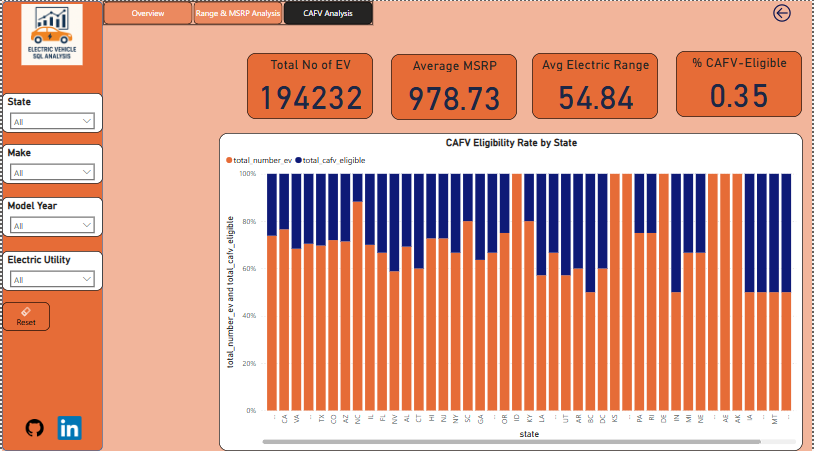 ELECTRIC VEHICLE
SQL ANALYSIS
Overview
Range & MSRP Analysis
CAFV Analysis
State
All
Make
All
Model Year
All
Electric Utility
All
Reset
in
Total No of EV
194232
Average MSRP
978.73
Avg Electric Range
54.84
% CAFV-Eligible
0.35
CAFV Eligibility Rate by State
total_number_ev total_cafv_eligible
total_number_ev and total_cafv_eligible
100%
80%
60%
40%
20%
0%
... CA VA ... TX CO AZ NC IL FL NV AL CT HI NJ NY SC GA ... OR ID KY LA ... UT AR BC DC KS ... PA RI DE IN MI NE ... AE AK IA ... MT ...
state